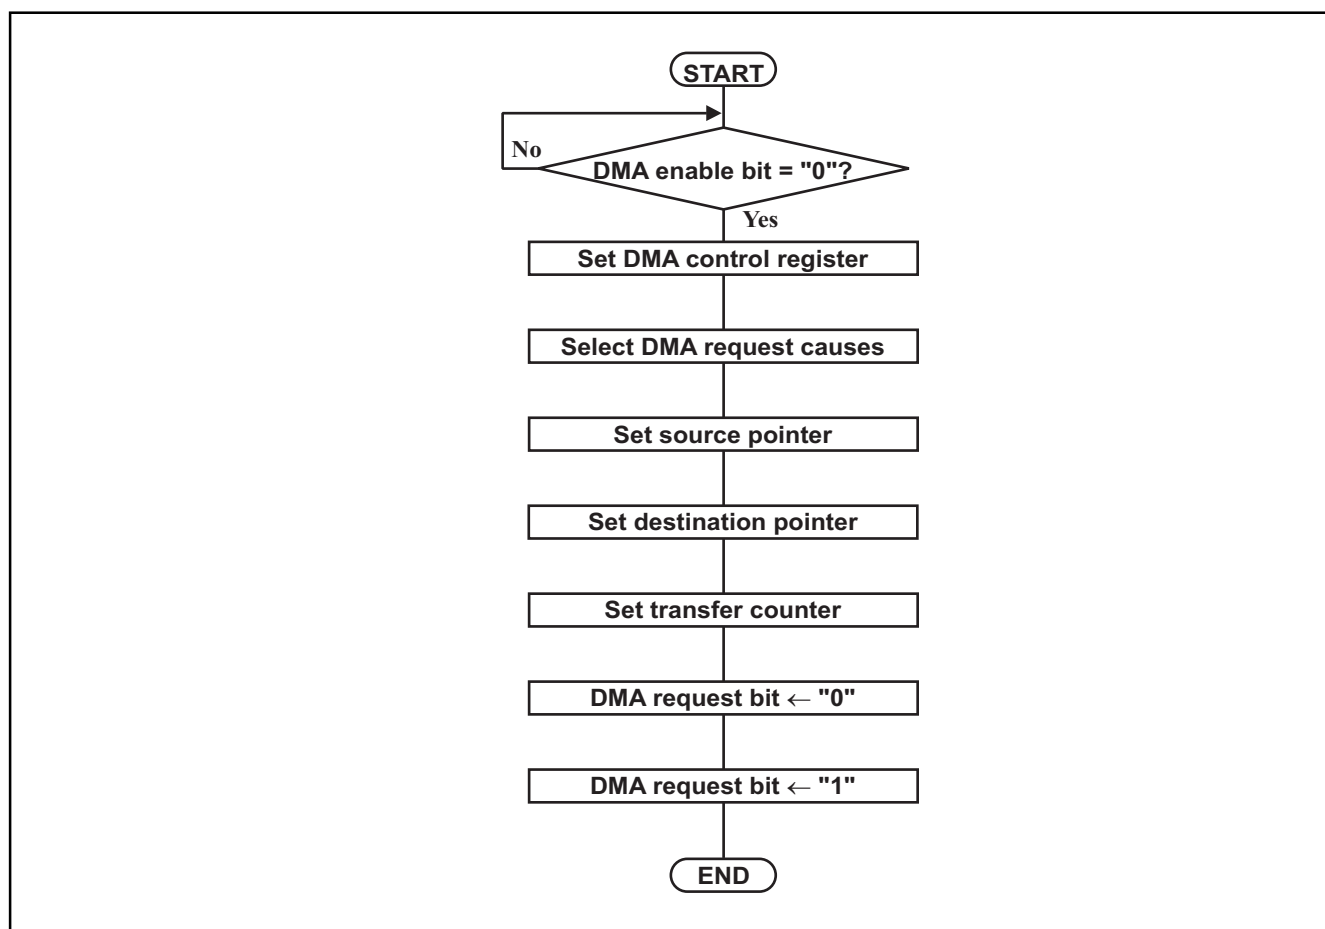 START
No
DMA enable bit = "0"?
Yes
Set DMA control register
Select DMA request causes
Set source pointer
Set destination pointer
Set transfer counter
DMA request bit ← "0"
DMA request bit ← "1"
END